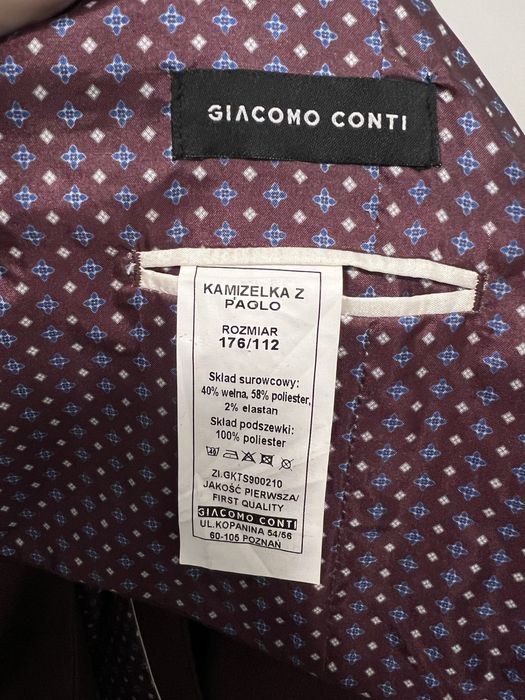 GIACOMO CONTI
KAMIZELKA Z
PAOLO
ROZMIAR
176/112
Skład surowcowy:
40% wełna, 58% poliester,
2% elastan
Skład podszewki:
100% poliester
ZI.GKTS900210
JAKOŚĆ PIERWSZA/
FIRST QUALITY
GIACOMO CONTI
UL.KOPANINA 54/56
60-105 POZNAŃ